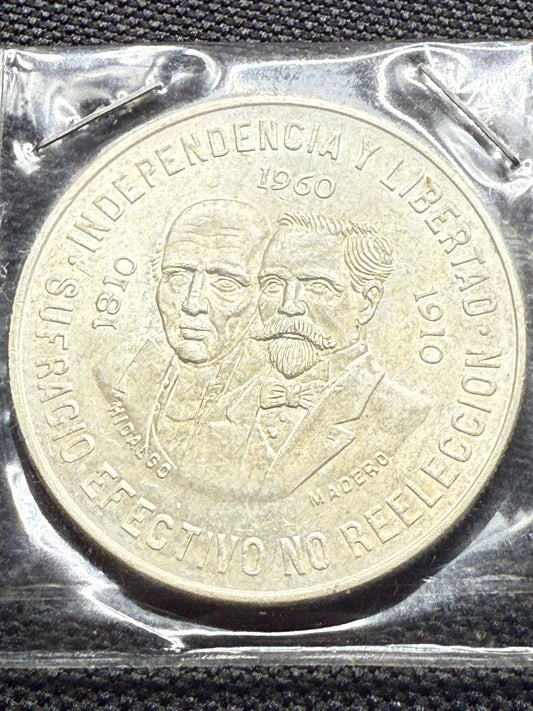 · INDEPENDENCIA Y LIBERTAD ·
1960
1810
1910
HIDALGO
MADERO
SUFRAGIO EFECTIVO NO REELECCION